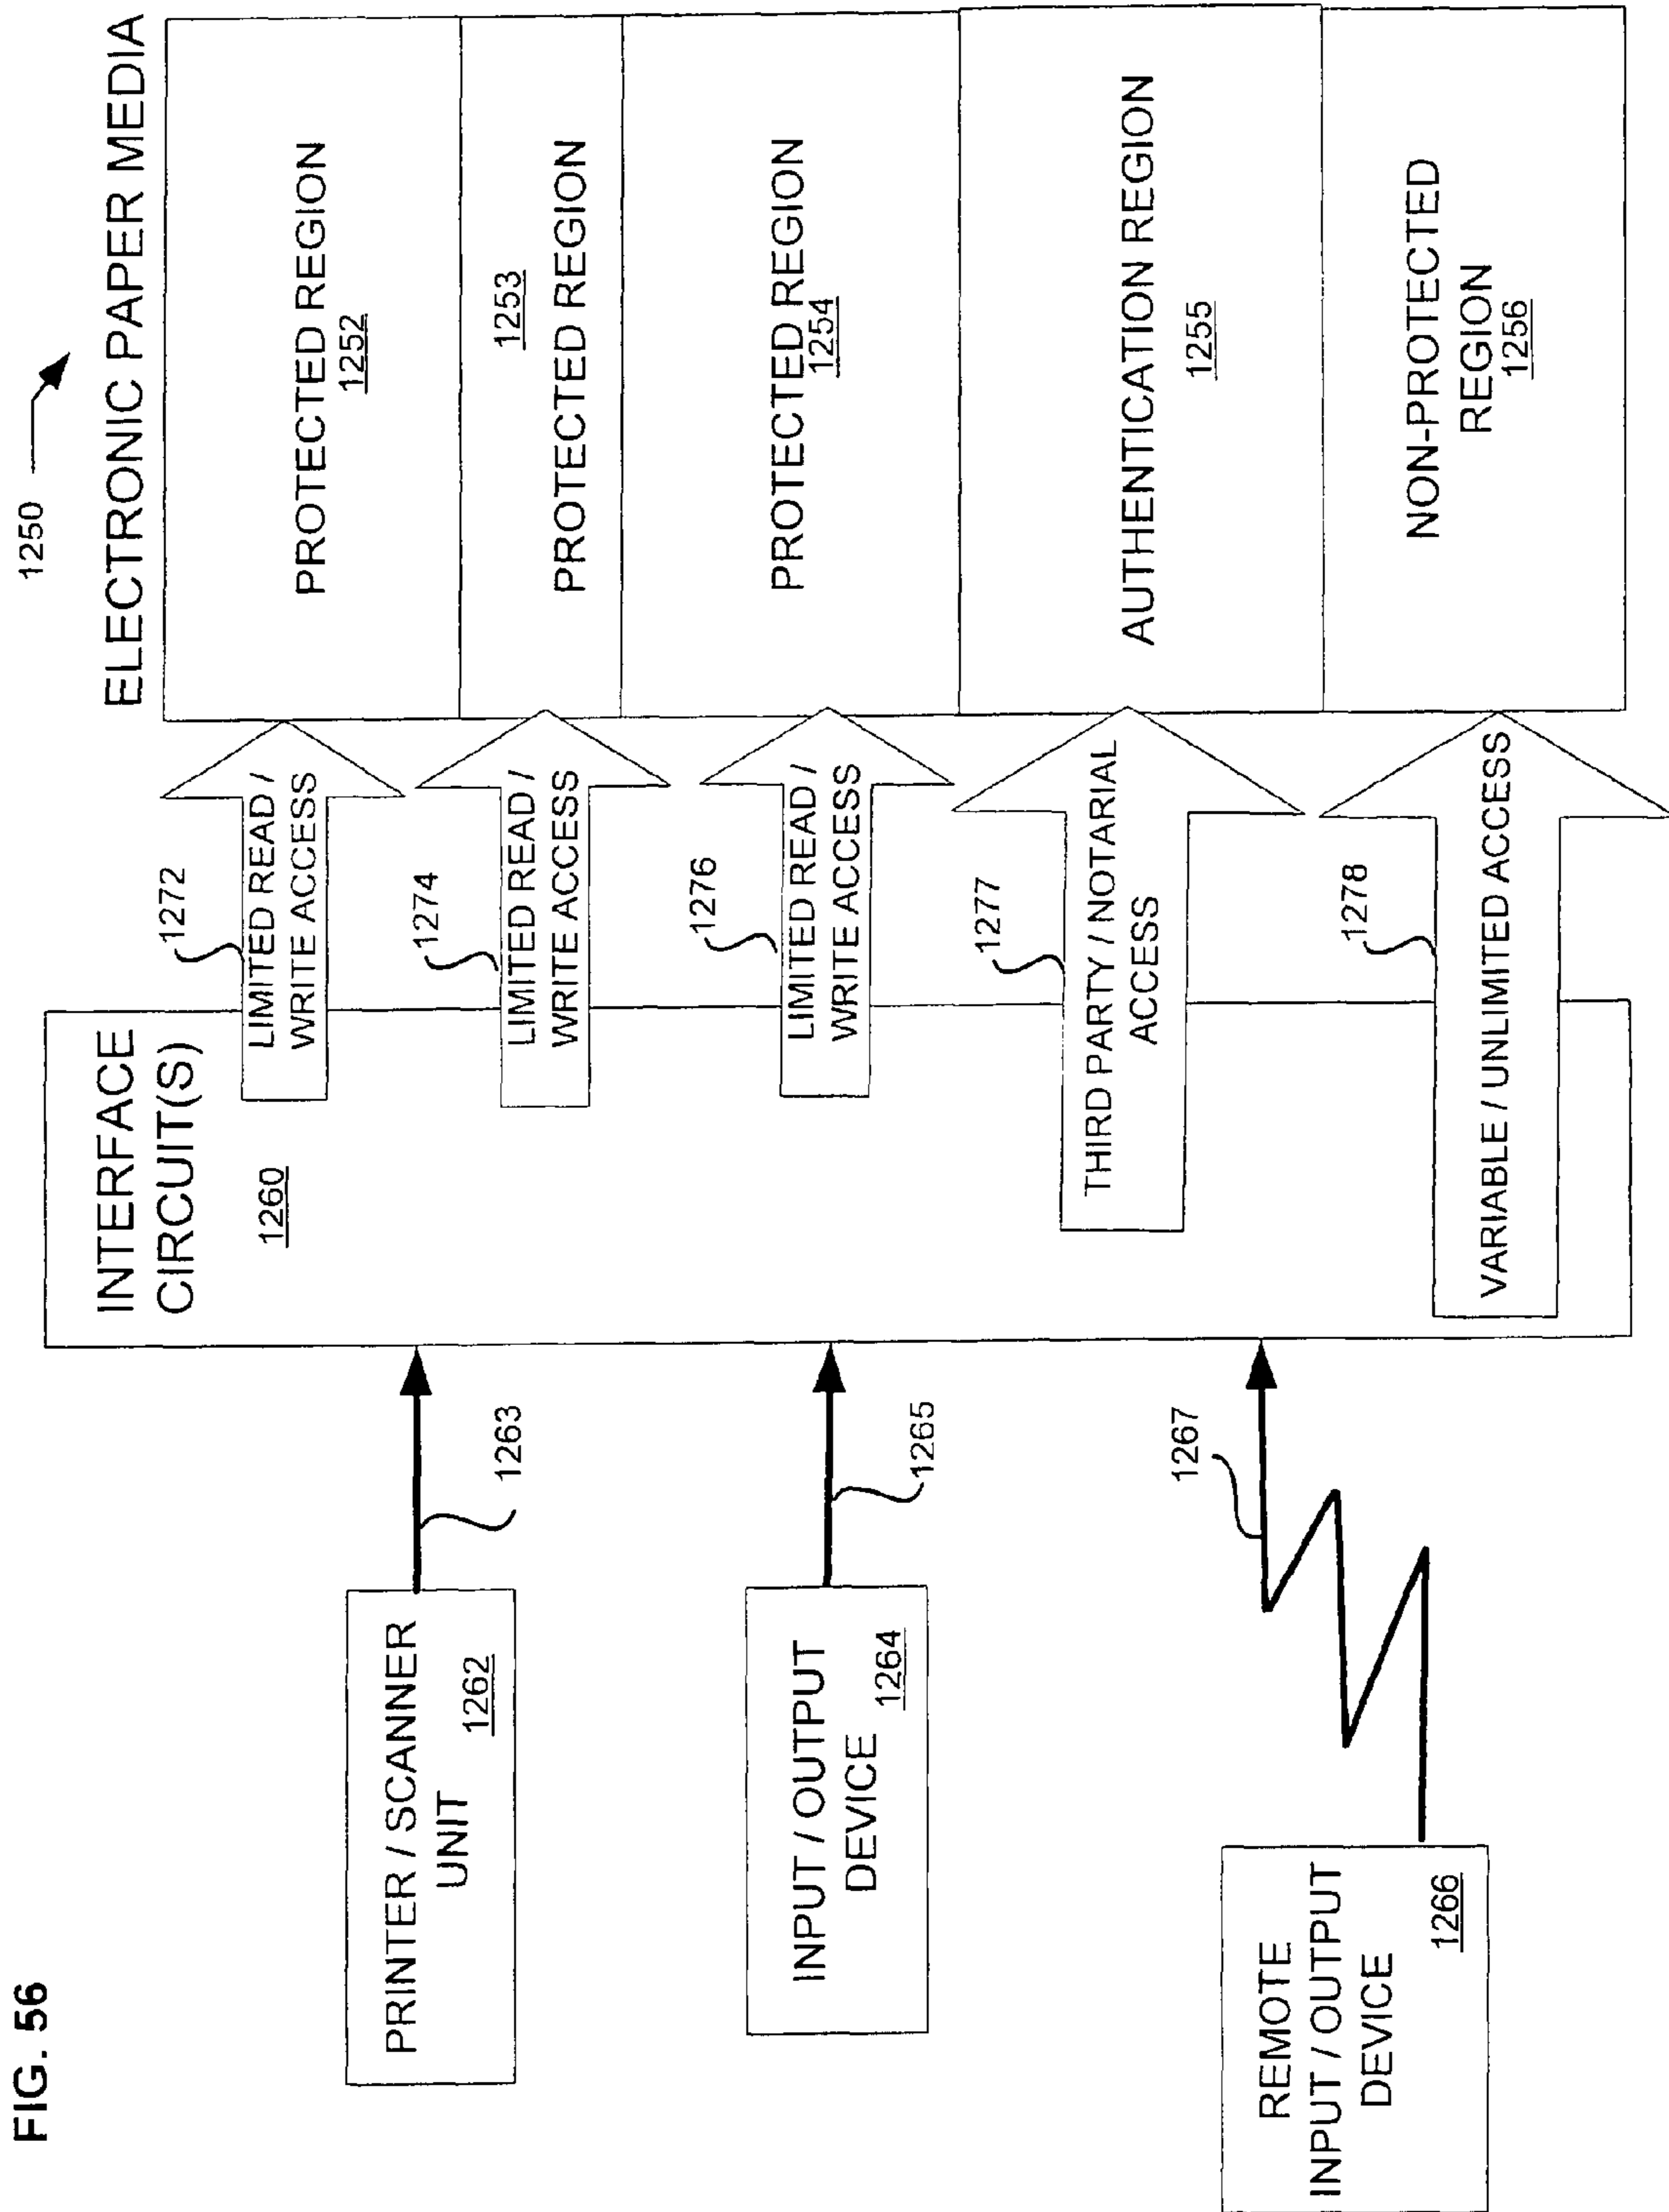 FIG. 56
1250
ELECTRONIC PAPER MEDIA
INTERFACE
CIRCUIT(S)
1260
PRINTER / SCANNER
UNIT
1262
1263
INPUT / OUTPUT
DEVICE
1264
1265
REMOTE
INPUT / OUTPUT
DEVICE
1266
1267
1272
LIMITED READ /
WRITE ACCESS
PROTECTED REGION
1252
1274
LIMITED READ /
WRITE ACCESS
1253
PROTECTED REGION
1276
LIMITED READ /
WRITE ACCESS
PROTECTED REGION
1254
1277
THIRD PARTY / NOTARIAL
ACCESS
AUTHENTICATION REGION
1255
1278
VARIABLE / UNLIMITED ACCESS
NON-PROTECTED
REGION
1256